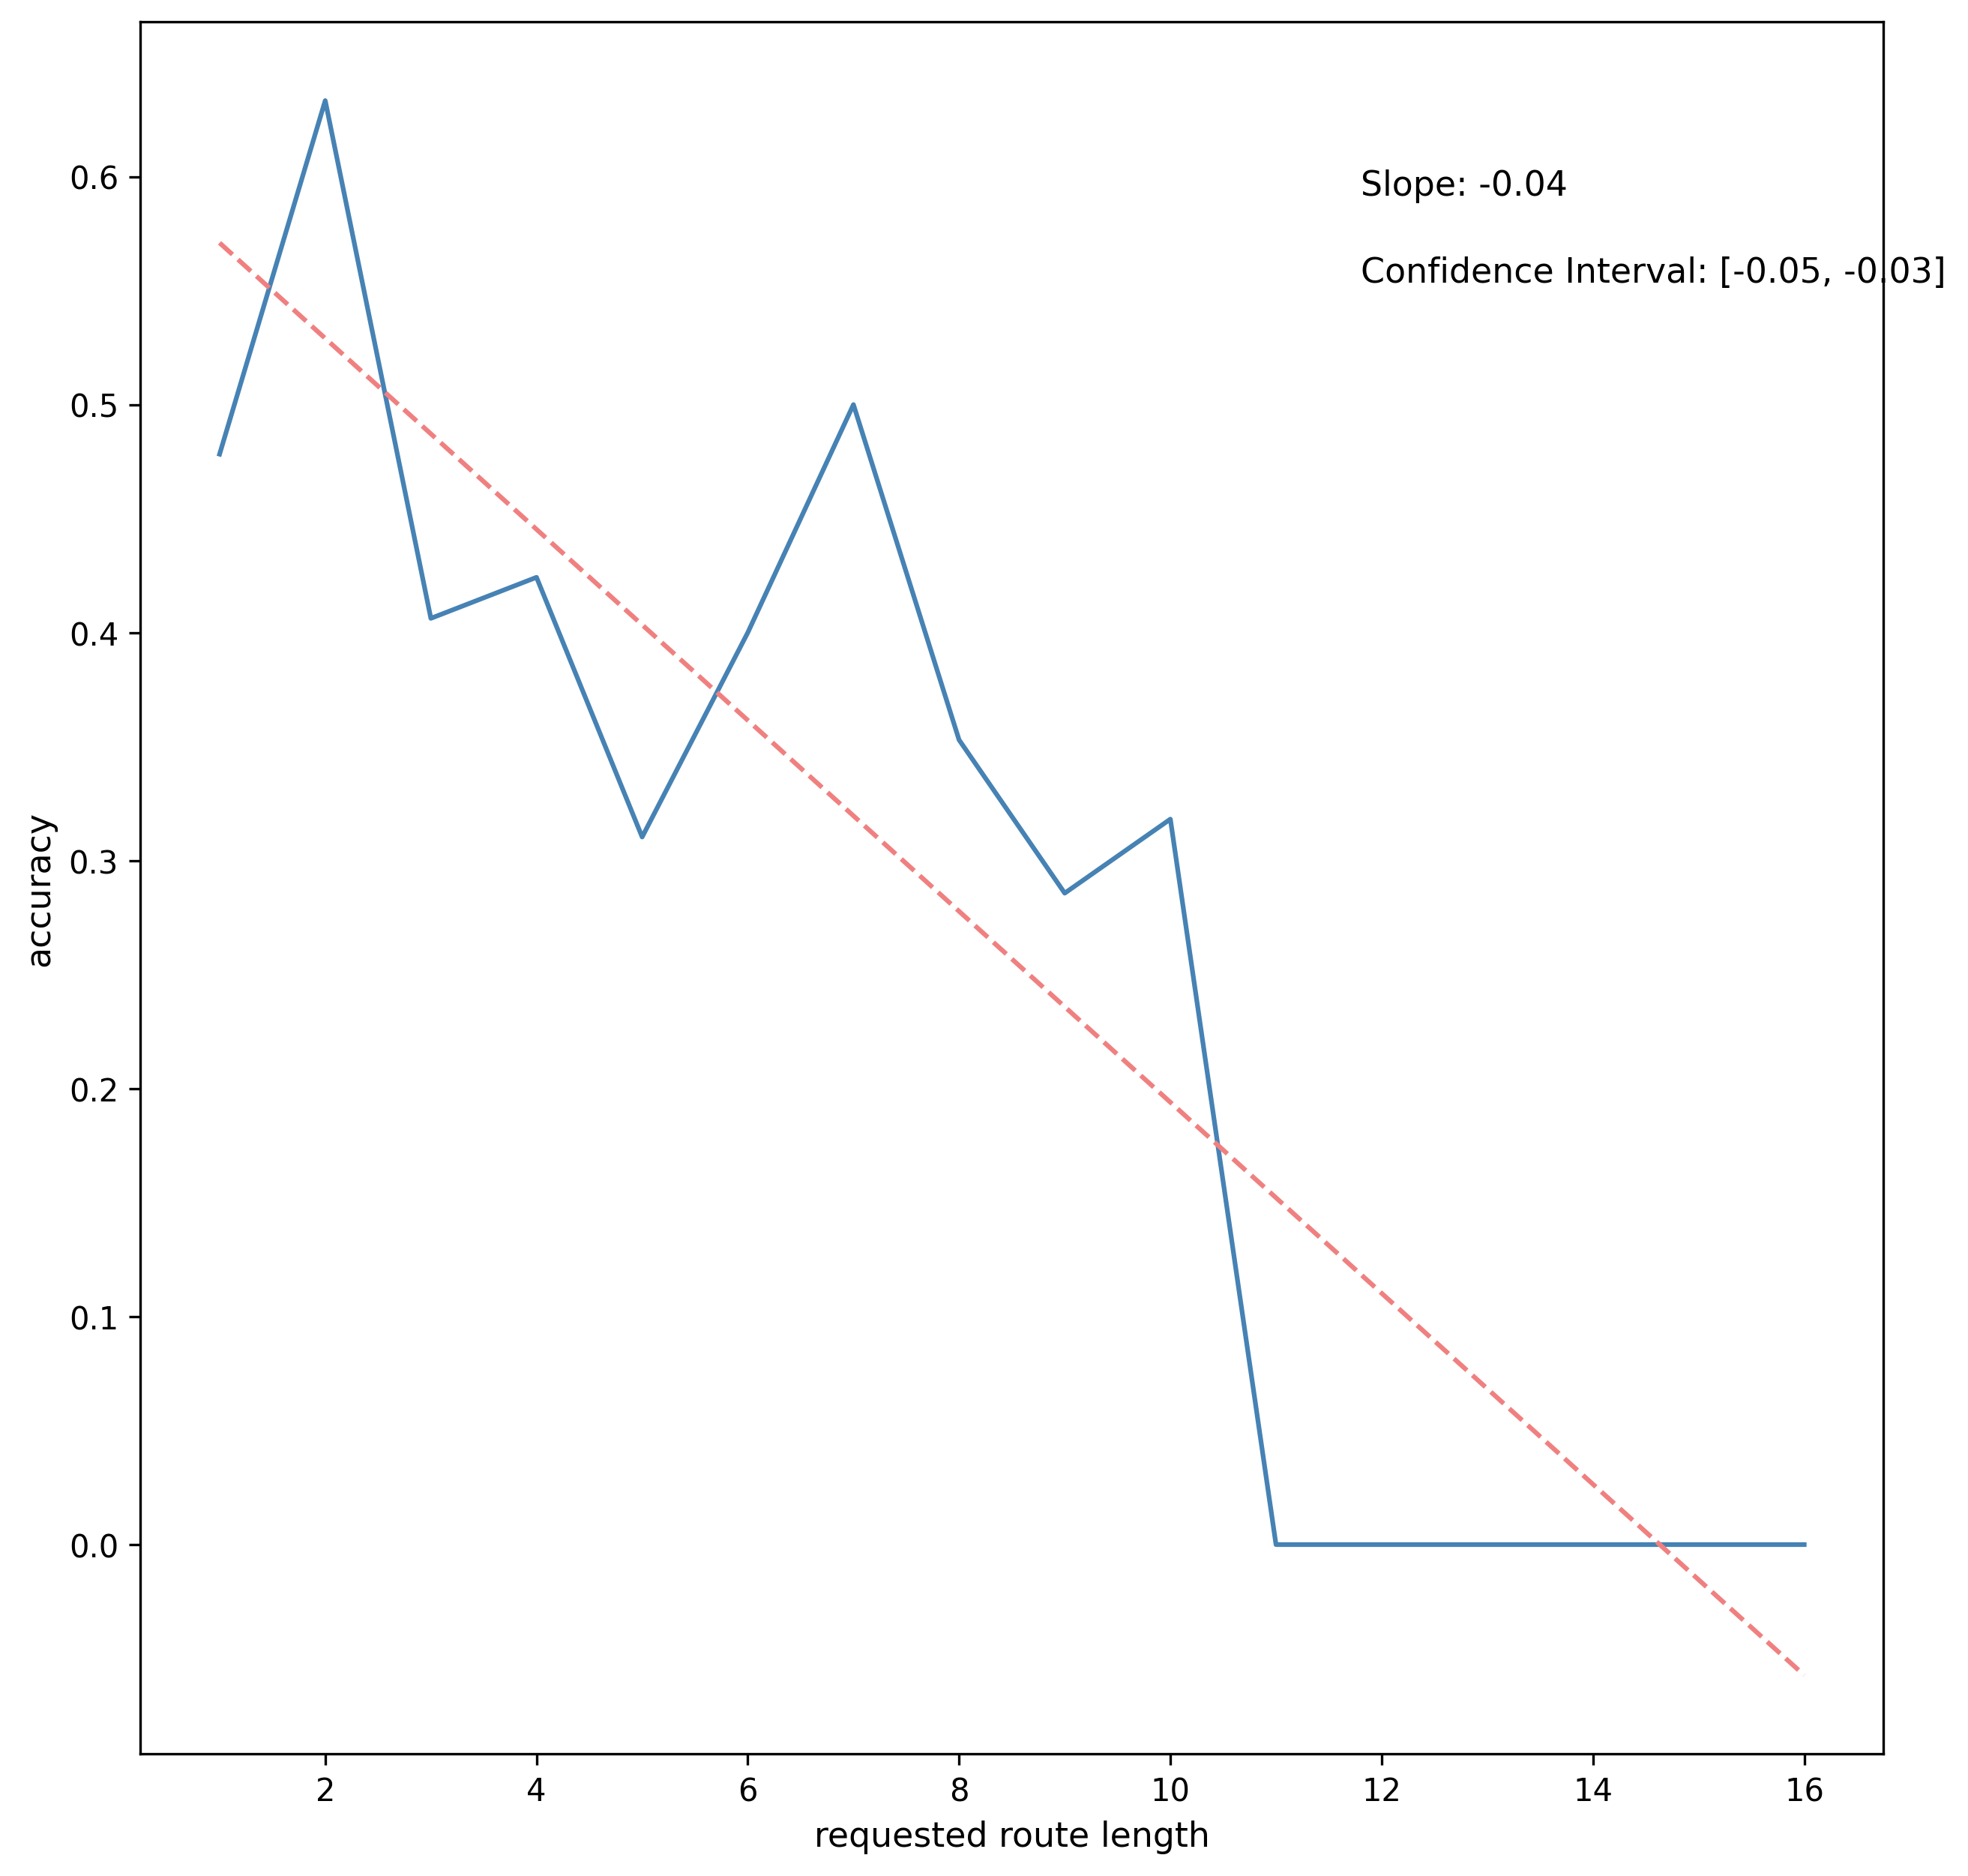 Slope: -0.04
Confidence Interval: [-0.05, -0.03]
0.6
0.5
0.4
0.3
0.2
0.1
0.0
accuracy
2 4 6 8 10 12 14 16
requested route length